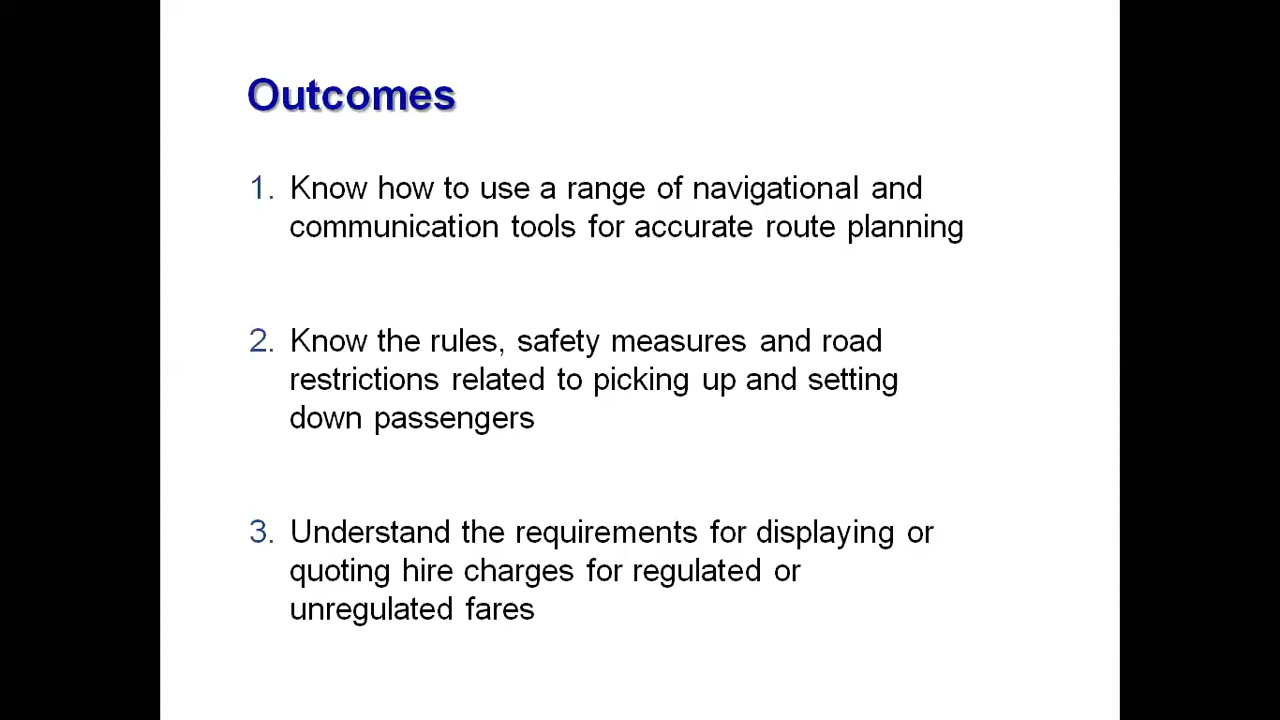 Outcomes
1. Know how to use a range of navigational and
communication tools for accurate route planning
2. Know the rules, safety measures and road
restrictions related to picking up and setting
down passengers
3. Understand the requirements for displaying or
quoting hire charges for regulated or
unregulated fares